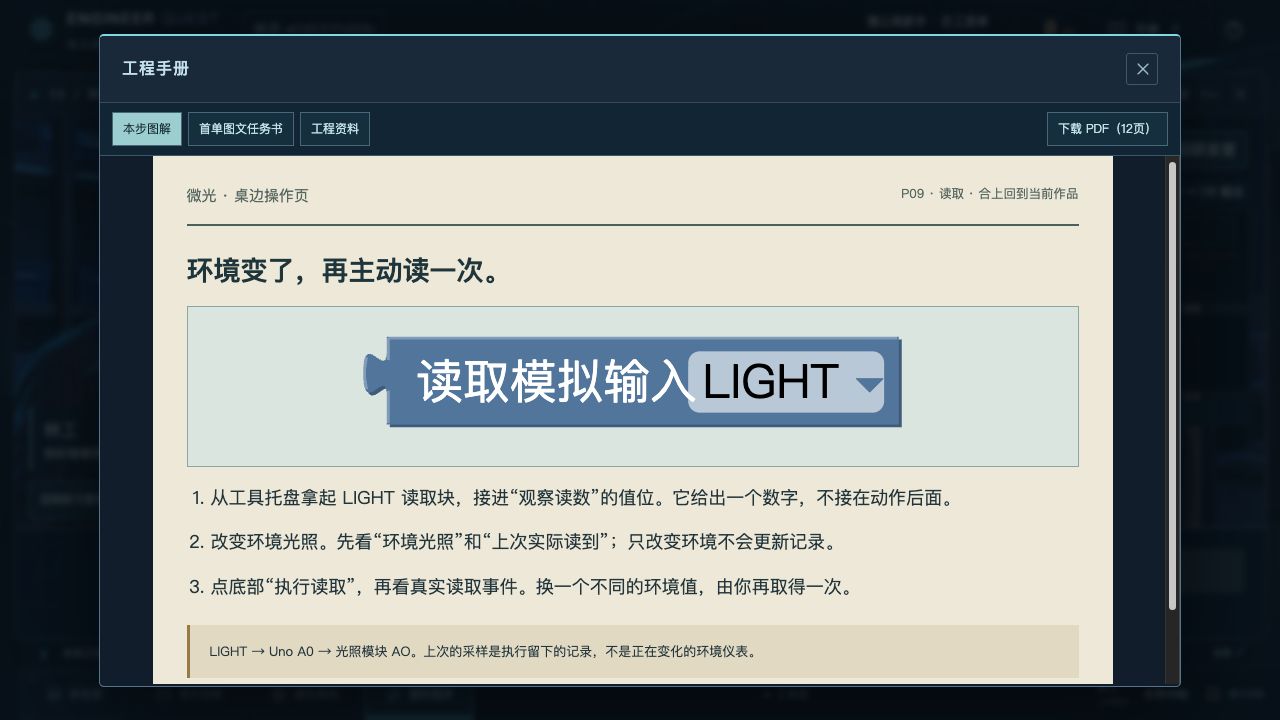 工程手册
本步图解
首单图文任务书
工程资料
下载 PDF（12页）
微光 · 桌边操作页
P09 · 读取 · 合上回到当前作品
环境变了，再主动读一次。
读取模拟输入 LIGHT
1. 从工具托盘拿起 LIGHT 读取块，接进“观察读数”的值位。它给出一个数字，不接在动作后面。
2. 改变环境光照。先看“环境光照”和“上次实际读到”；只改变环境不会更新记录。
3. 点底部“执行读取”，再看真实读取事件。换一个不同的环境值，由你再取得一次。
LIGHT → Uno A0 → 光照模块 AO。上次的采样是执行留下的记录，不是正在变化的环境仪表。